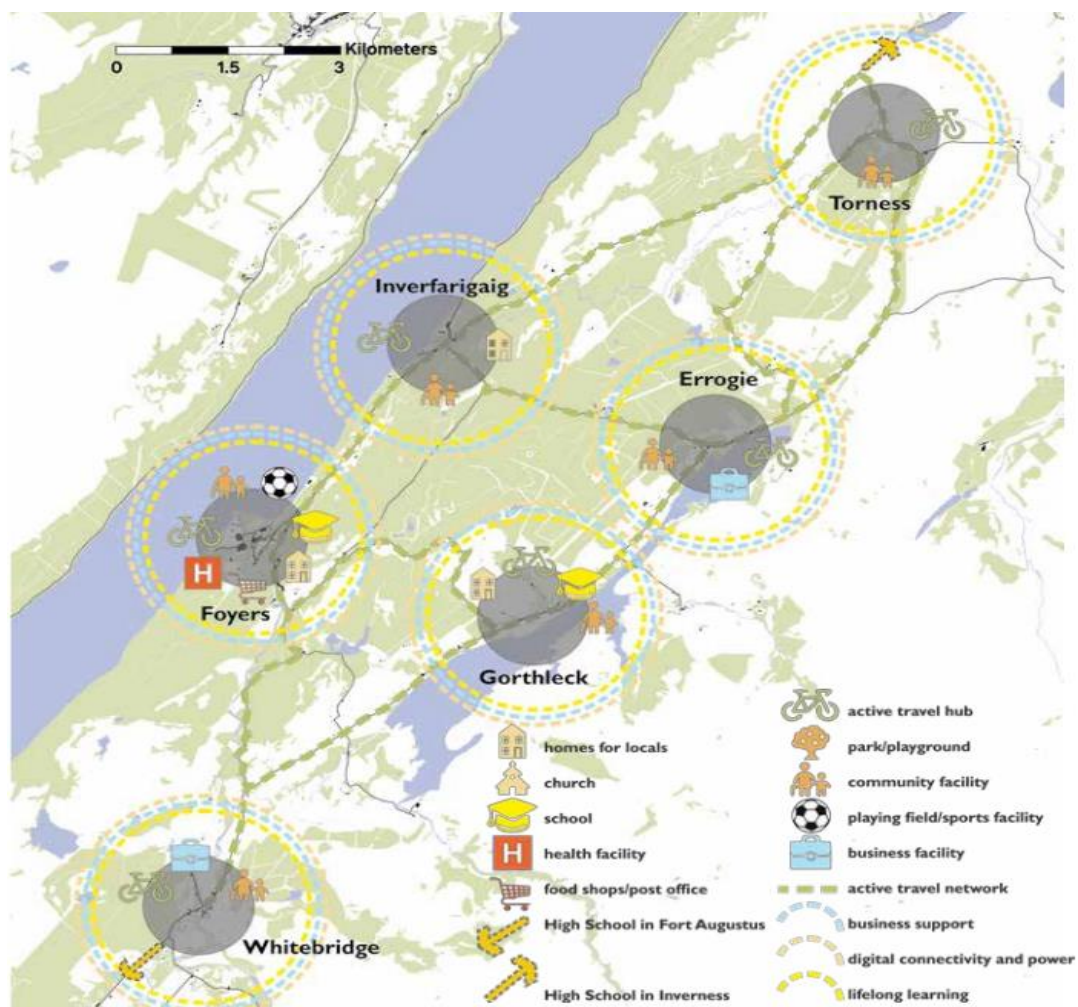 Kilometers
0 1.5 3
Torness
Inverfarigaig
Errogie
H
Foyers
Gorthleck
Whitebridge
homes for locals
church
school
H health facility
food shops/post office
High School in Fort Augustus
High School in Inverness
active travel hub
park/playground
community facility
playing field/sports facility
business facility
active travel network
business support
digital connectivity and power
lifelong learning